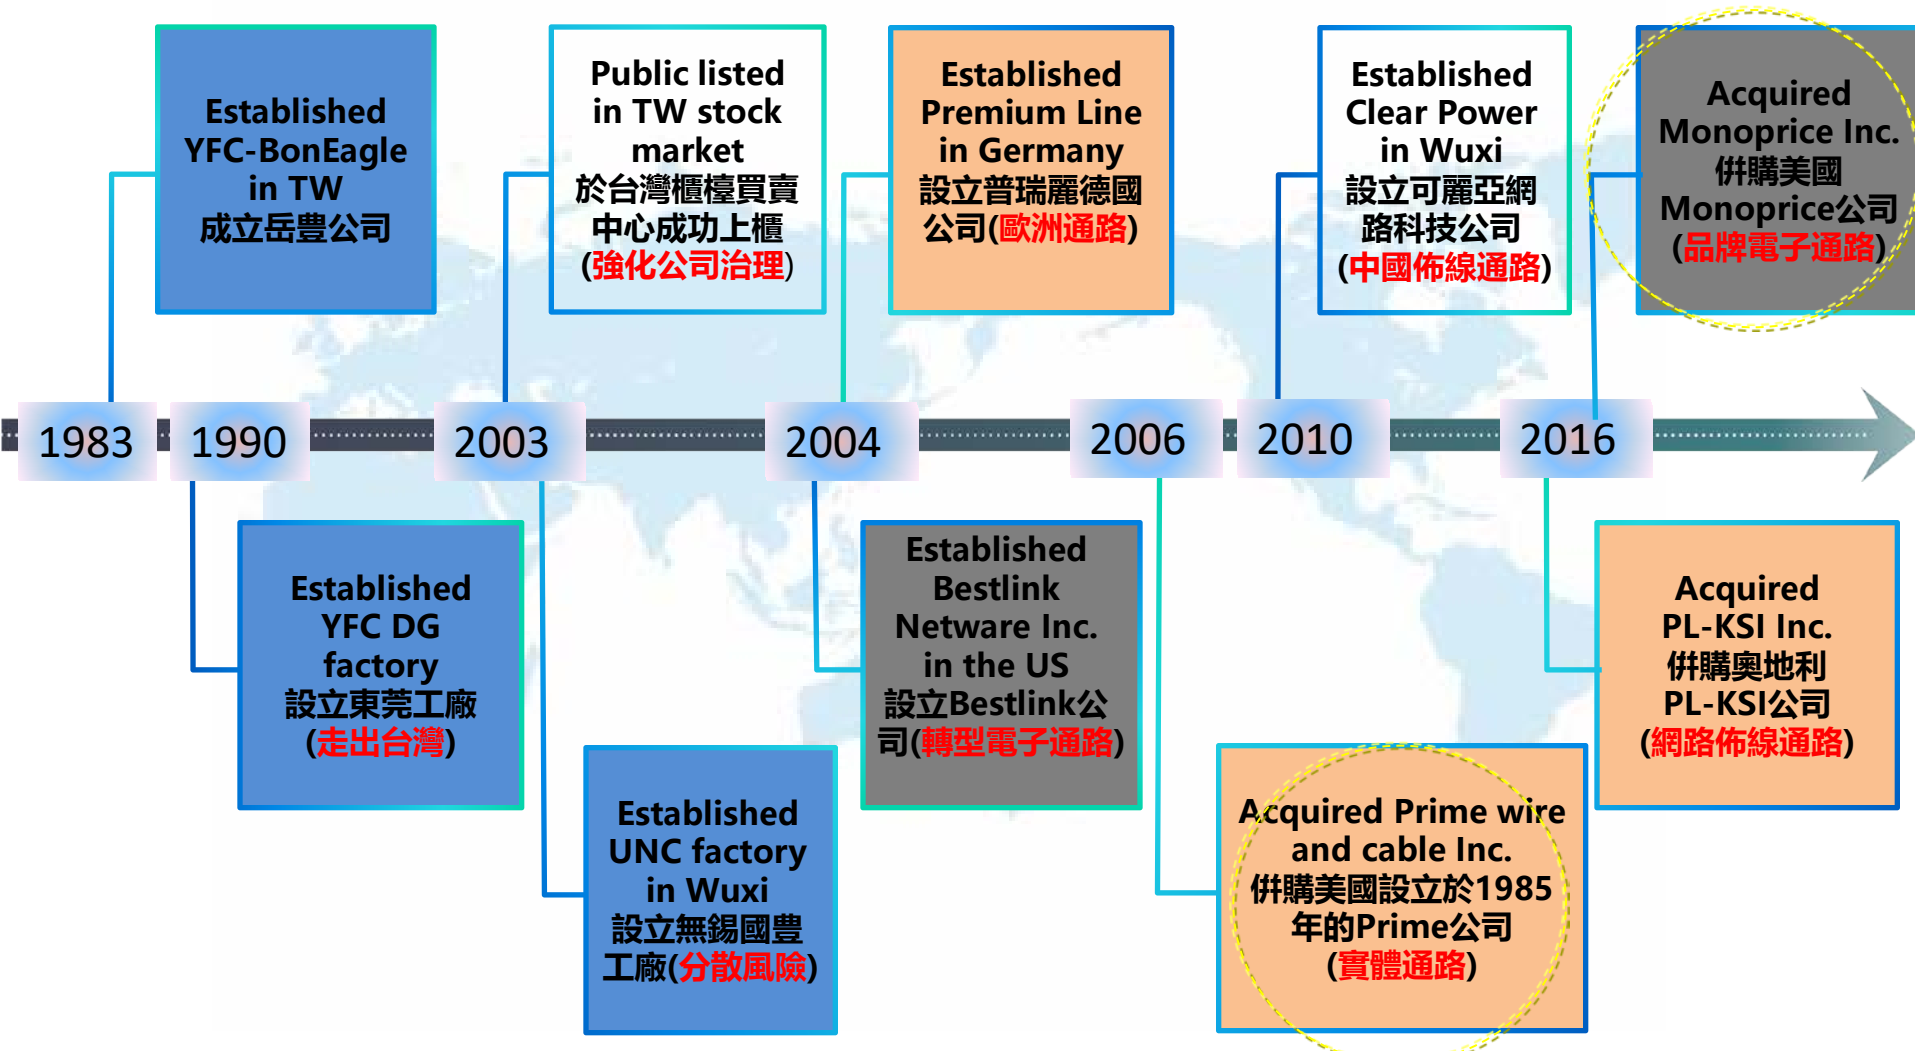 Established
YFC-BonEagle
in TW
成立岳豊公司
Public listed
in TW stock
market
於台灣櫃檯買賣
中心成功上櫃
(強化公司治理)
Established
Premium Line
in Germany
設立普瑞麗德國
公司(歐洲通路)
Established
Clear Power
in Wuxi
設立可麗亞網
路科技公司
(中國佈線通路)
Acquired
Monoprice Inc.
併購美國
Monoprice公司
(品牌電子通路)
1983
1990
2003
2004
2006
2010
2016
Established
YFC DG
factory
設立東莞工廠
(走出台灣)
Established
UNC factory
in Wuxi
設立無錫國豐
工廠(分散風險)
Established
Bestlink
Netware Inc.
in the US
設立Bestlink公
司(轉型電子通路)
Acquired Prime wire
and cable Inc.
併購美國設立於1985
年的Prime公司
(實體通路)
Acquired
PL-KSI Inc.
併購奧地利
PL-KSI公司
(網路佈線通路)